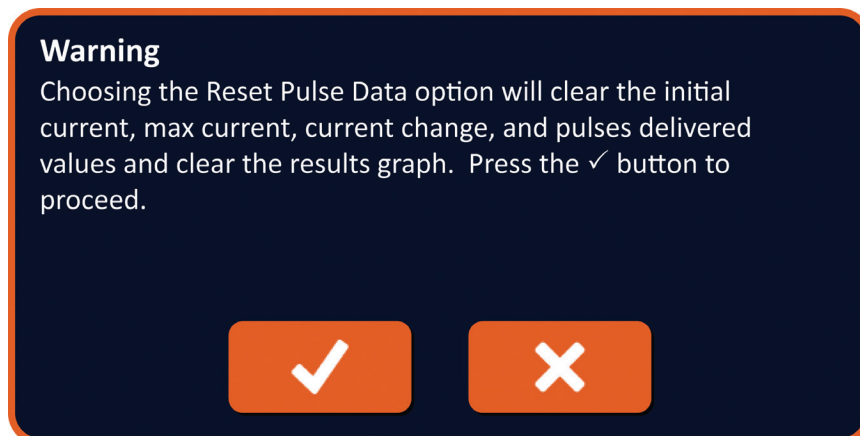 Warning
Choosing the Reset Pulse Data option will clear the initial
current, max current, current change, and pulses delivered
values and clear the results graph.  Press the ✓ button to
proceed.